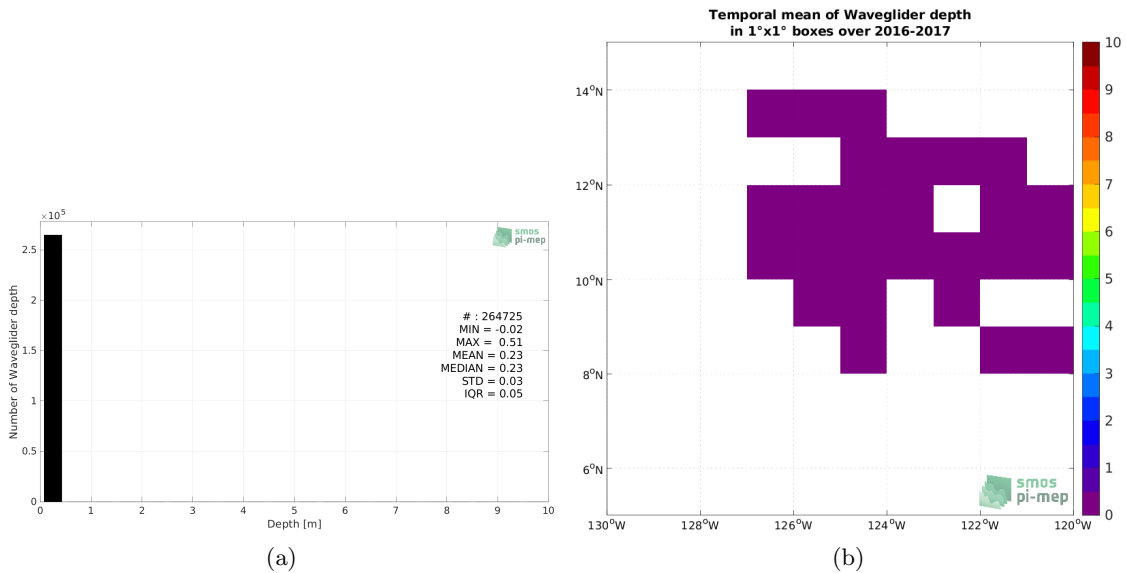 ×10^5
2.5
2
1.5
1
0.5
0
Number of Waveglider depth
0 1 2 3 4 5 6 7 8 9 10
Depth [m]
smos
pi-mep
# : 264725
MIN = -0.02
MAX = 0.51
MEAN = 0.23
MEDIAN = 0.23
STD = 0.03
IQR = 0.05
(a)
Temporal mean of Waveglider depth
in 1°x1° boxes over 2016-2017
14°N
12°N
10°N
8°N
6°N
130°W 128°W 126°W 124°W 122°W 120°W
smos
pi-mep
10
9
8
7
6
5
4
3
2
1
0
(b)